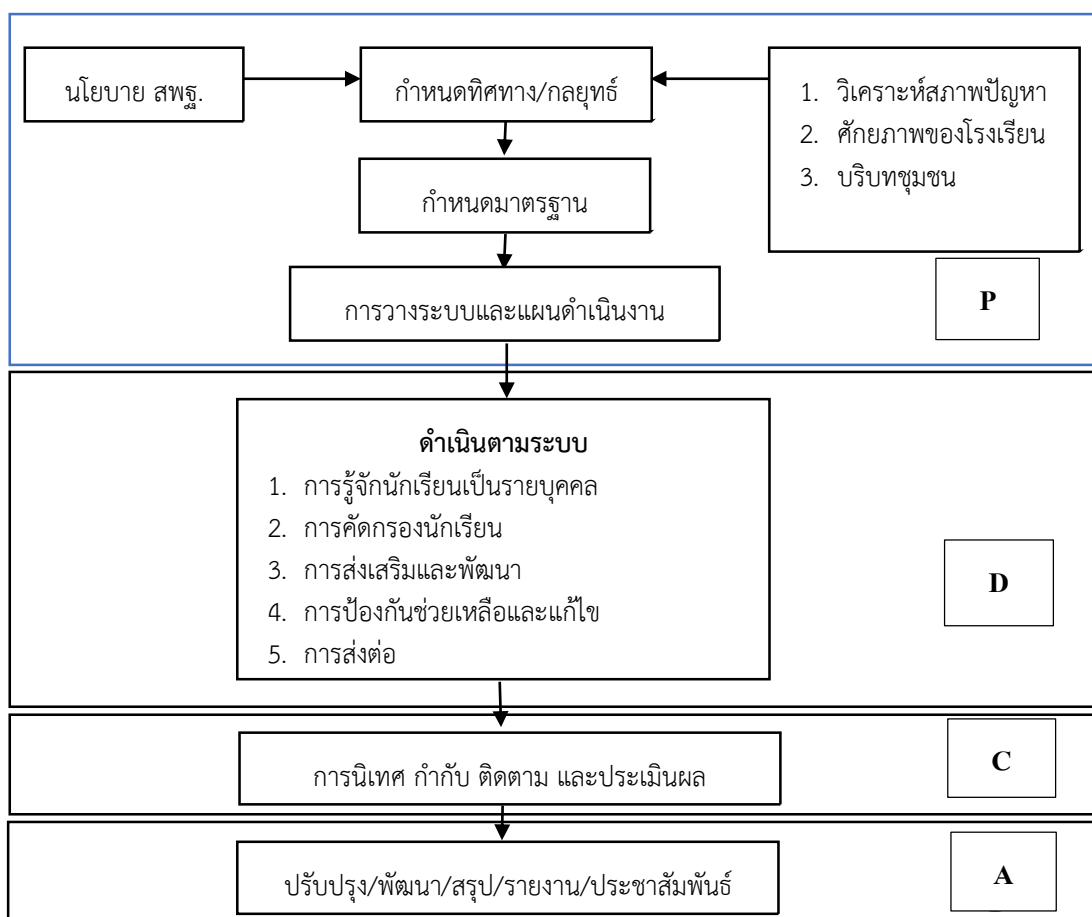 นโยบาย สพฐ.
กำหนดทิศทาง/กลยุทธ์
1. วิเคราะห์สภาพปัญหา
2. ศักยภาพของโรงเรียน
3. บริบทชุมชน
กำหนดมาตรฐาน
การวางระบบและแผนดำเนินงาน
P
ดำเนินตามระบบ
1. การรู้จักนักเรียนเป็นรายบุคคล
2. การคัดกรองนักเรียน
3. การส่งเสริมและพัฒนา
4. การป้องกันช่วยเหลือและแก้ไข
5. การส่งต่อ
D
การนิเทศ กำกับ ติดตาม และประเมินผล
C
ปรับปรุง/พัฒนา/สรุป/รายงาน/ประชาสัมพันธ์
A